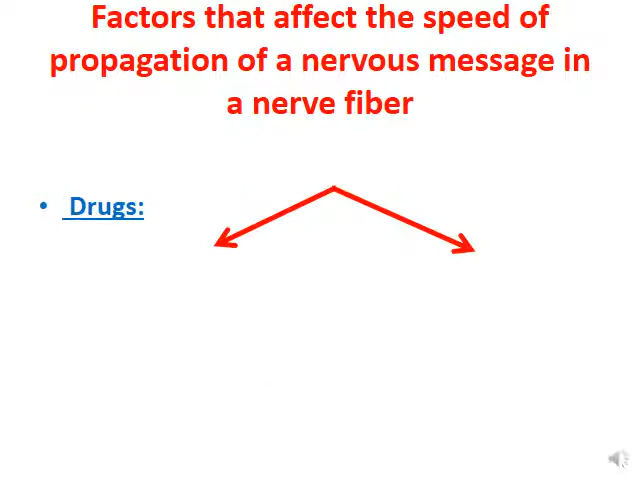 Factors that affect the speed of
propagation of a nervous message in
a nerve fiber
• Drugs: